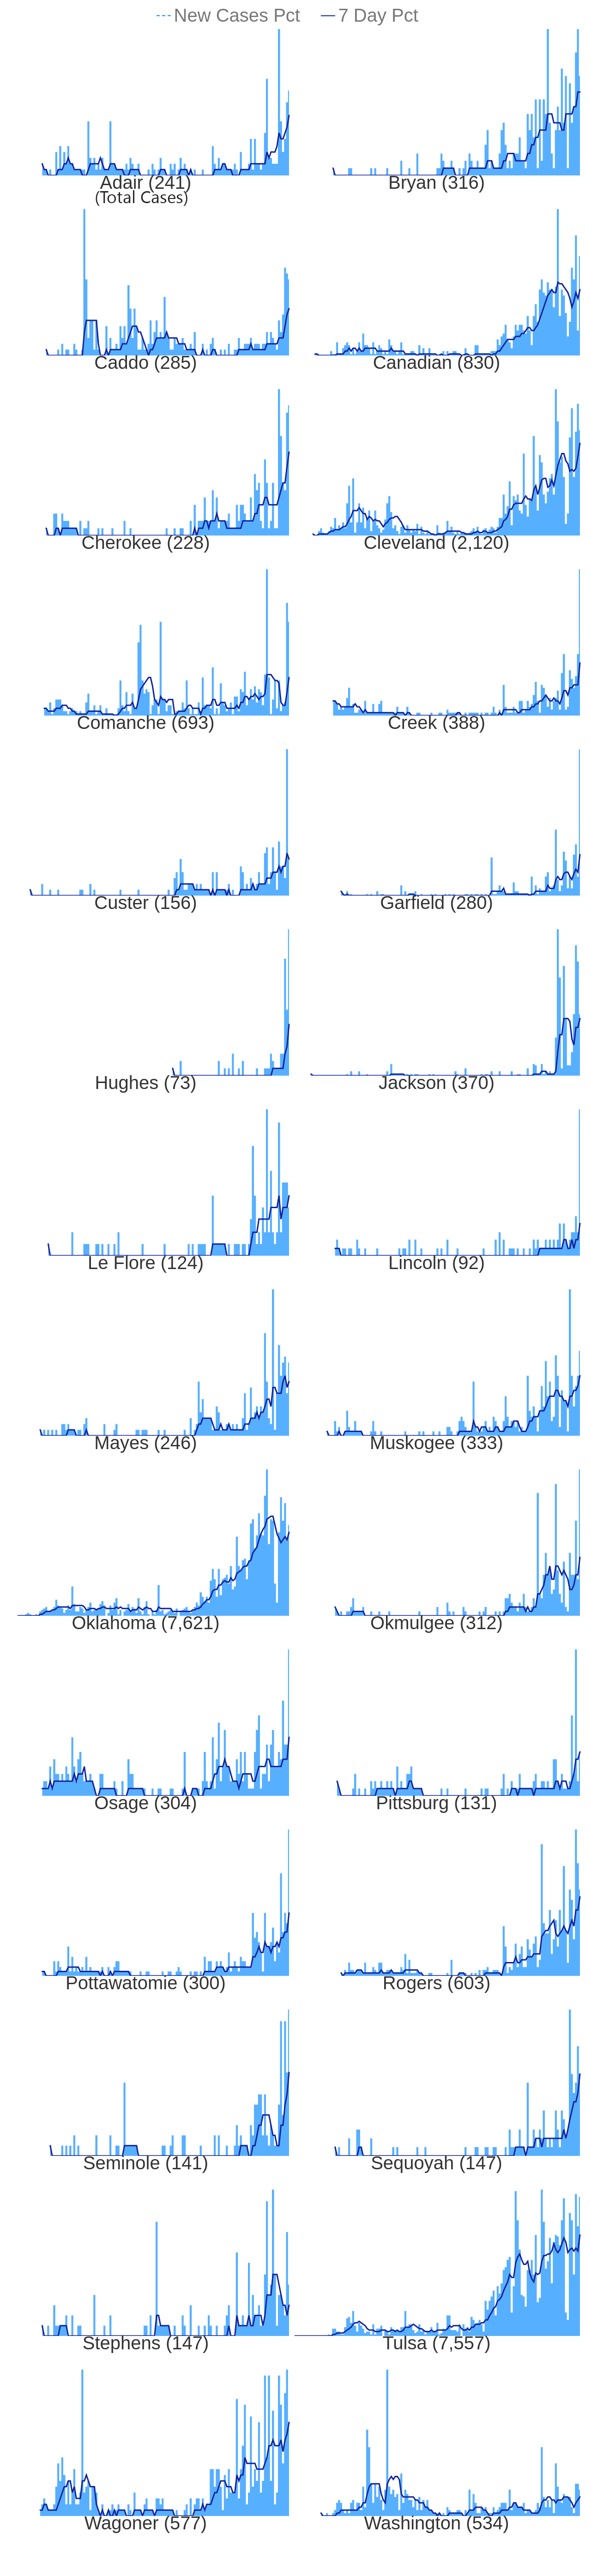 New Cases Pct 7 Day Pct
Adair (241) Bryan (316)
(Total Cases)
Caddo (285) Canadian (830)
Cherokee (228) Cleveland (2,120)
Comanche (693) Creek (388)
Custer (156) Garfield (280)
Hughes (73) Jackson (370)
Le Flore (124) Lincoln (92)
Mayes (246) Muskogee (333)
Oklahoma (7,621) Okmulgee (312)
Osage (304) Pittsburg (131)
Pottawatomie (300) Rogers (603)
Seminole (141) Sequoyah (147)
Stephens (147) Tulsa (7,557)
Wagoner (577) Washington (534)